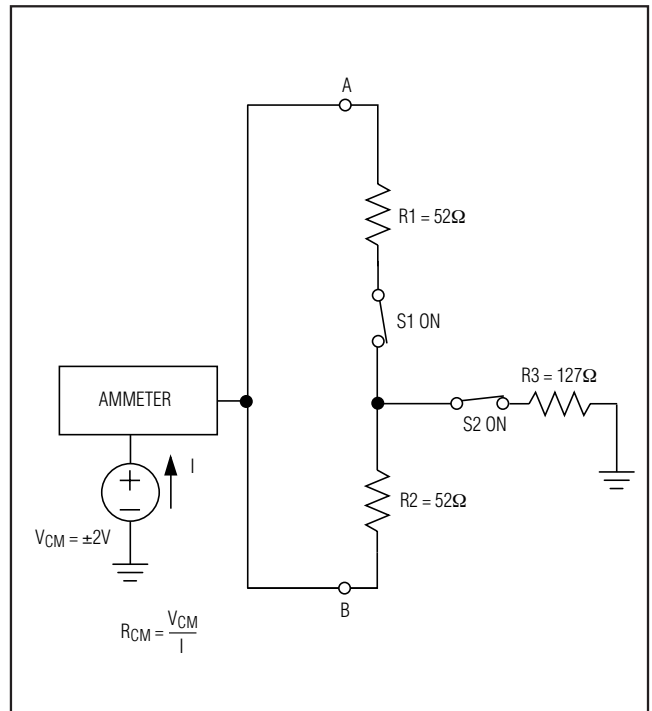 A
R1 = 52Ω
S1 ON
R3 = 127Ω
AMMETER
S2 ON
I
+
−
R2 = 52Ω
VCM = ±2V
B
RCM = VCM
I